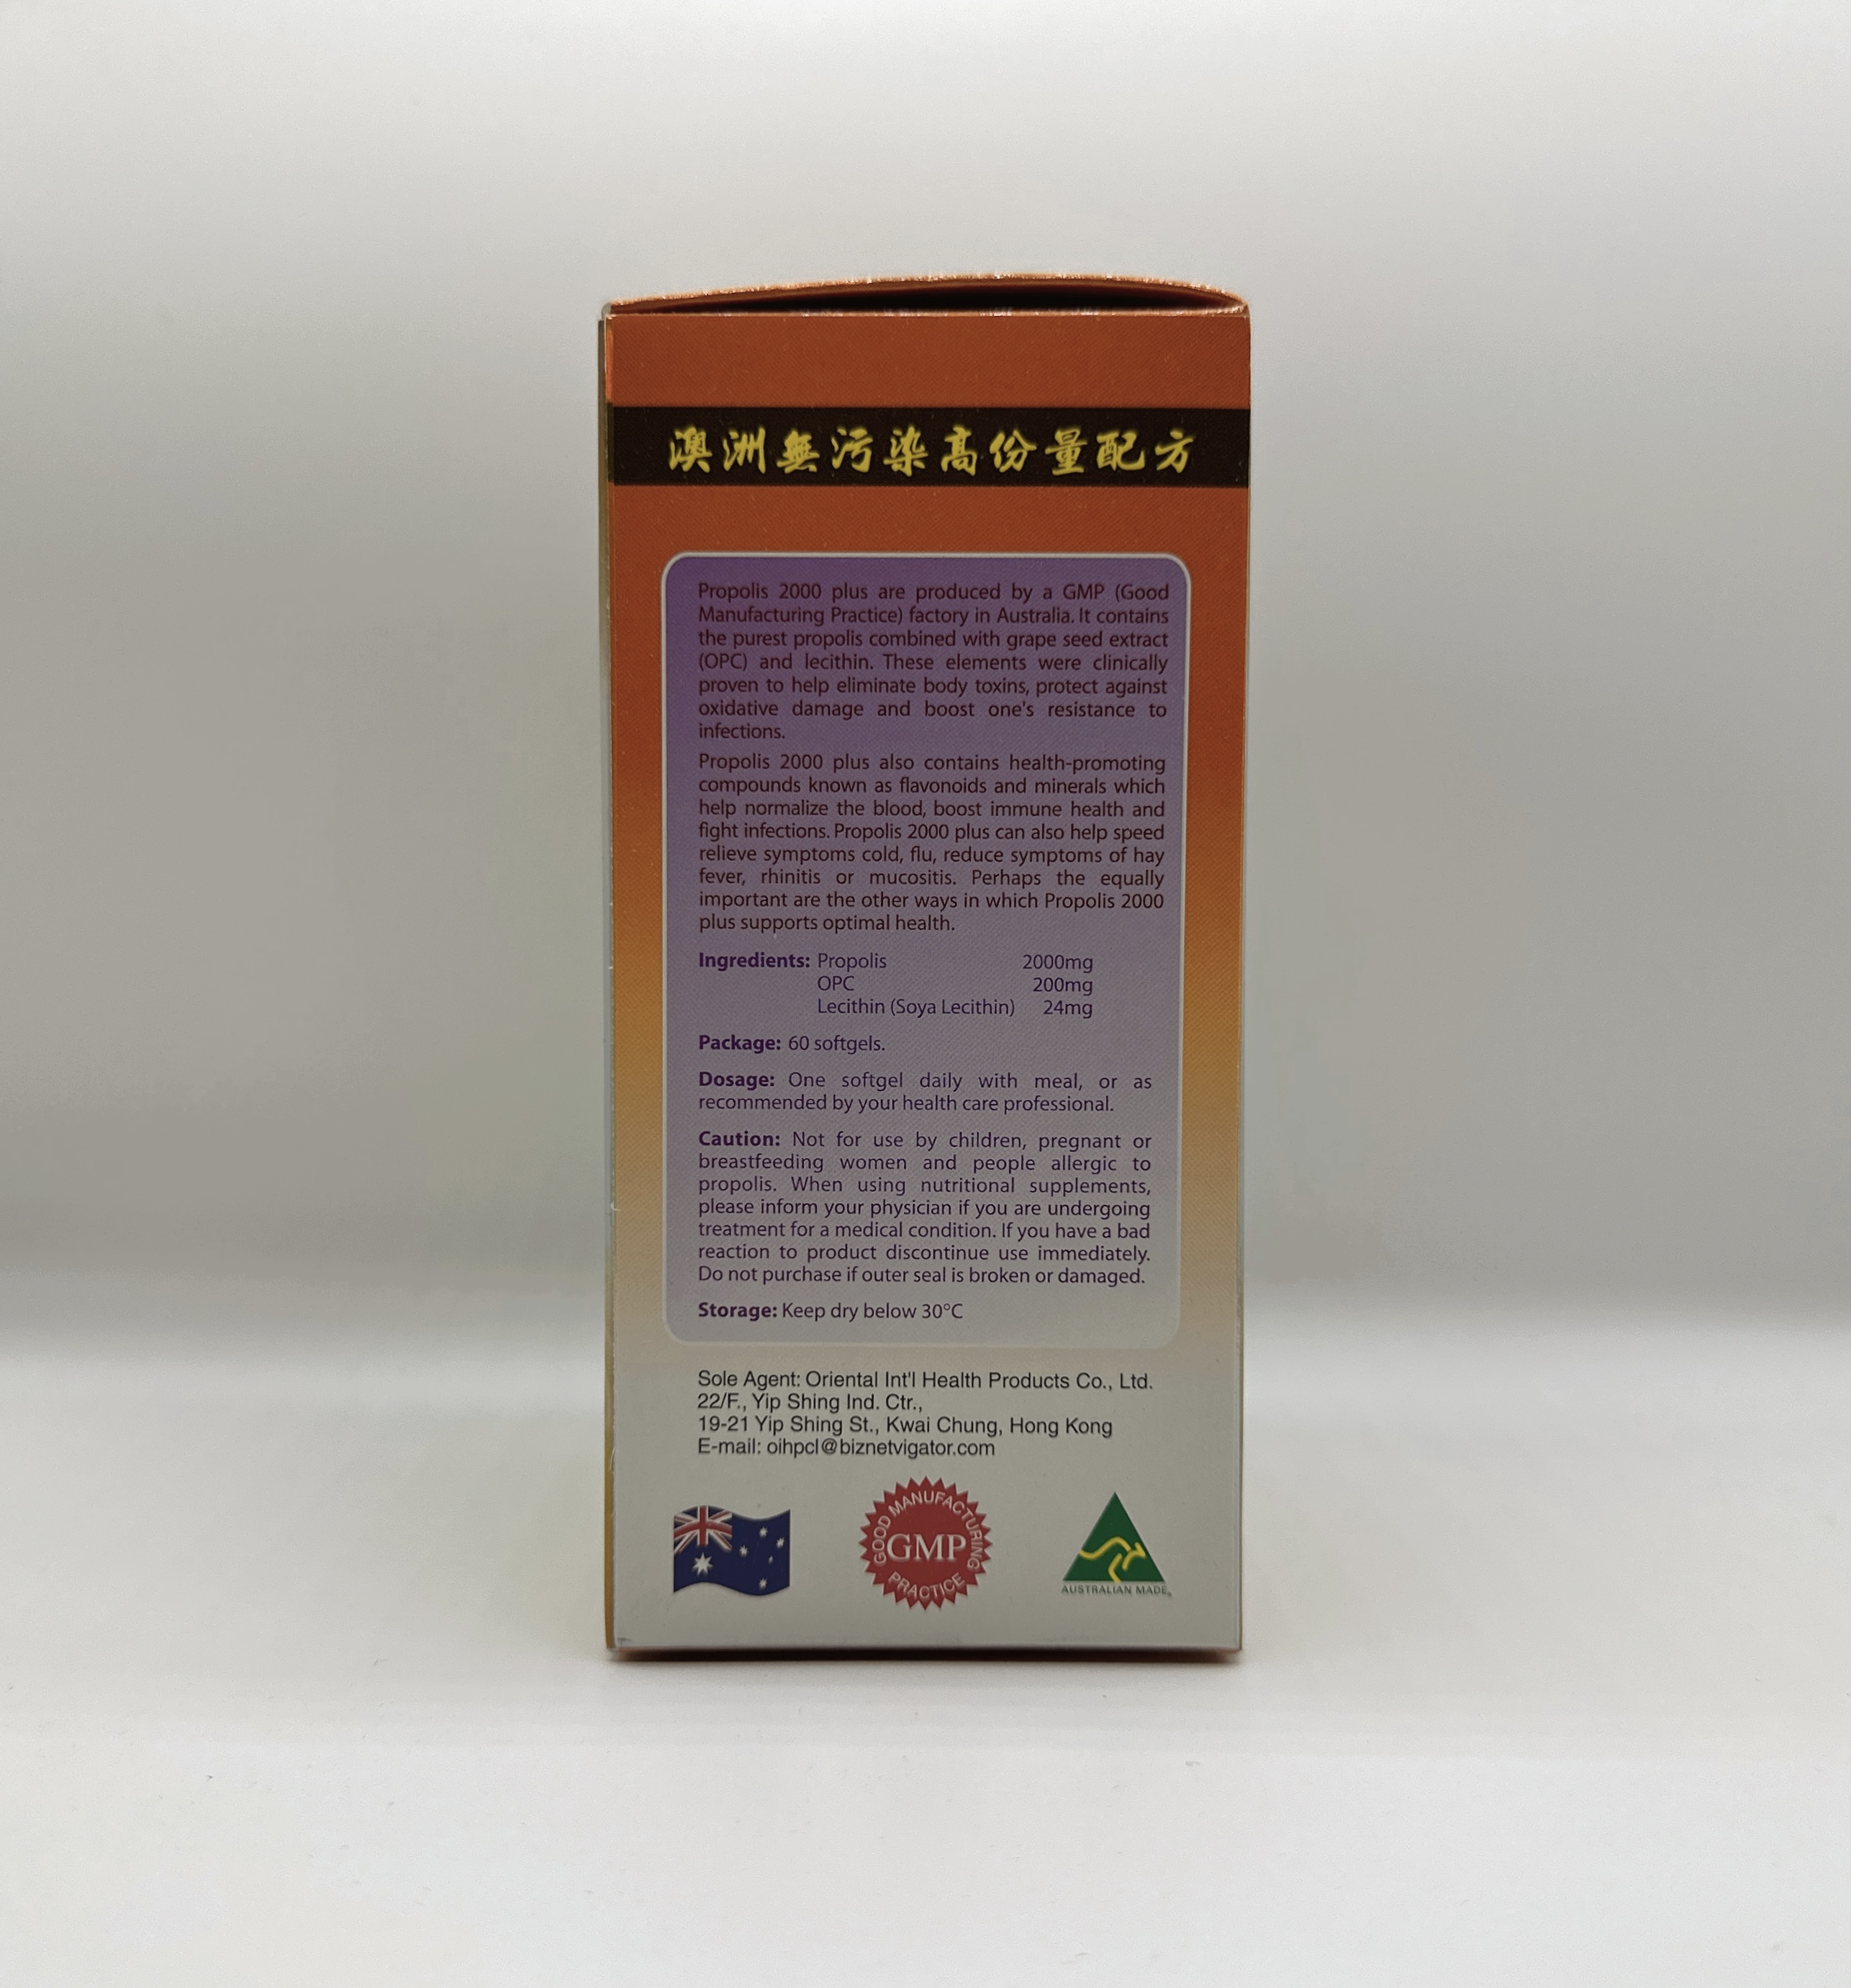 澳洲無污染高份量配方
Propolis 2000 plus are produced by a GMP (Good
Manufacturing Practice) factory in Australia. It contains
the purest propolis combined with grape seed extract
(OPC) and lecithin. These elements were clinically
proven to help eliminate body toxins, protect against
oxidative damage and boost one's resistance to
infections.
Propolis 2000 plus also contains health-promoting
compounds known as flavonoids and minerals which
help normalize the blood, boost immune health and
fight infections. Propolis 2000 plus can also help speed
relieve symptoms cold, flu, reduce symptoms of hay
fever, rhinitis or mucositis. Perhaps the equally
important are the other ways in which Propolis 2000
plus supports optimal health.
Ingredients: Propolis 2000mg
OPC 200mg
Lecithin (Soya Lecithin) 24mg
Package: 60 softgels.
Dosage: One softgel daily with meal, or as
recommended by your health care professional.
Caution: Not for use by children, pregnant or
breastfeeding women and people allergic to
propolis. When using nutritional supplements,
please inform your physician if you are undergoing
treatment for a medical condition. If you have a bad
reaction to product discontinue use immediately.
Do not purchase if outer seal is broken or damaged.
Storage: Keep dry below 30°C
Sole Agent: Oriental Int'l Health Products Co., Ltd.
22/F., Yip Shing Ind. Ctr.,
19-21 Yip Shing St., Kwai Chung, Hong Kong
E-mail: oihpcl@biznetvigator.com
GOOD MANUFACTURING
GMP
PRACTICE
AUSTRALIAN MADE